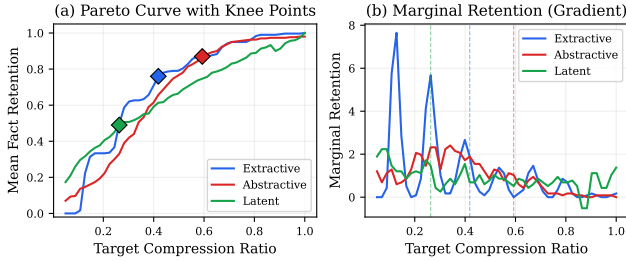 (a) Pareto Curve with Knee Points
Mean Fact Retention
1.0
0.8
0.6
0.4
0.2
0.0
0.2 0.4 0.6 0.8 1.0
Target Compression Ratio
Extractive
Abstractive
Latent
(b) Marginal Retention (Gradient)
Marginal Retention
8
6
4
2
0
0.2 0.4 0.6 0.8 1.0
Target Compression Ratio
Extractive
Abstractive
Latent